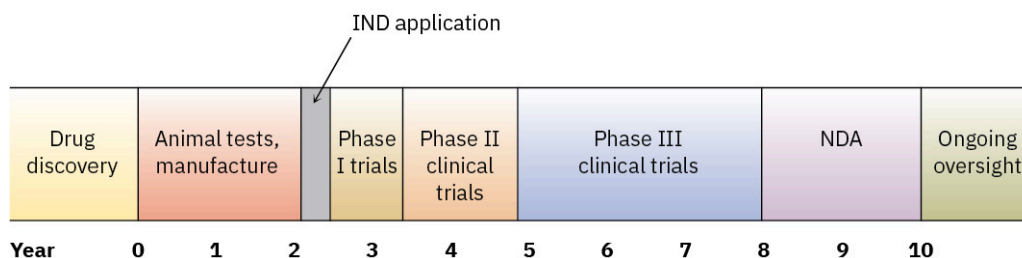 IND application
Drug
discovery
Animal tests,
manufacture
Phase
I trials
Phase II
clinical
trials
Phase III
clinical trials
NDA
Ongoing
oversight
Year 0 1 2 3 4 5 6 7 8 9 10